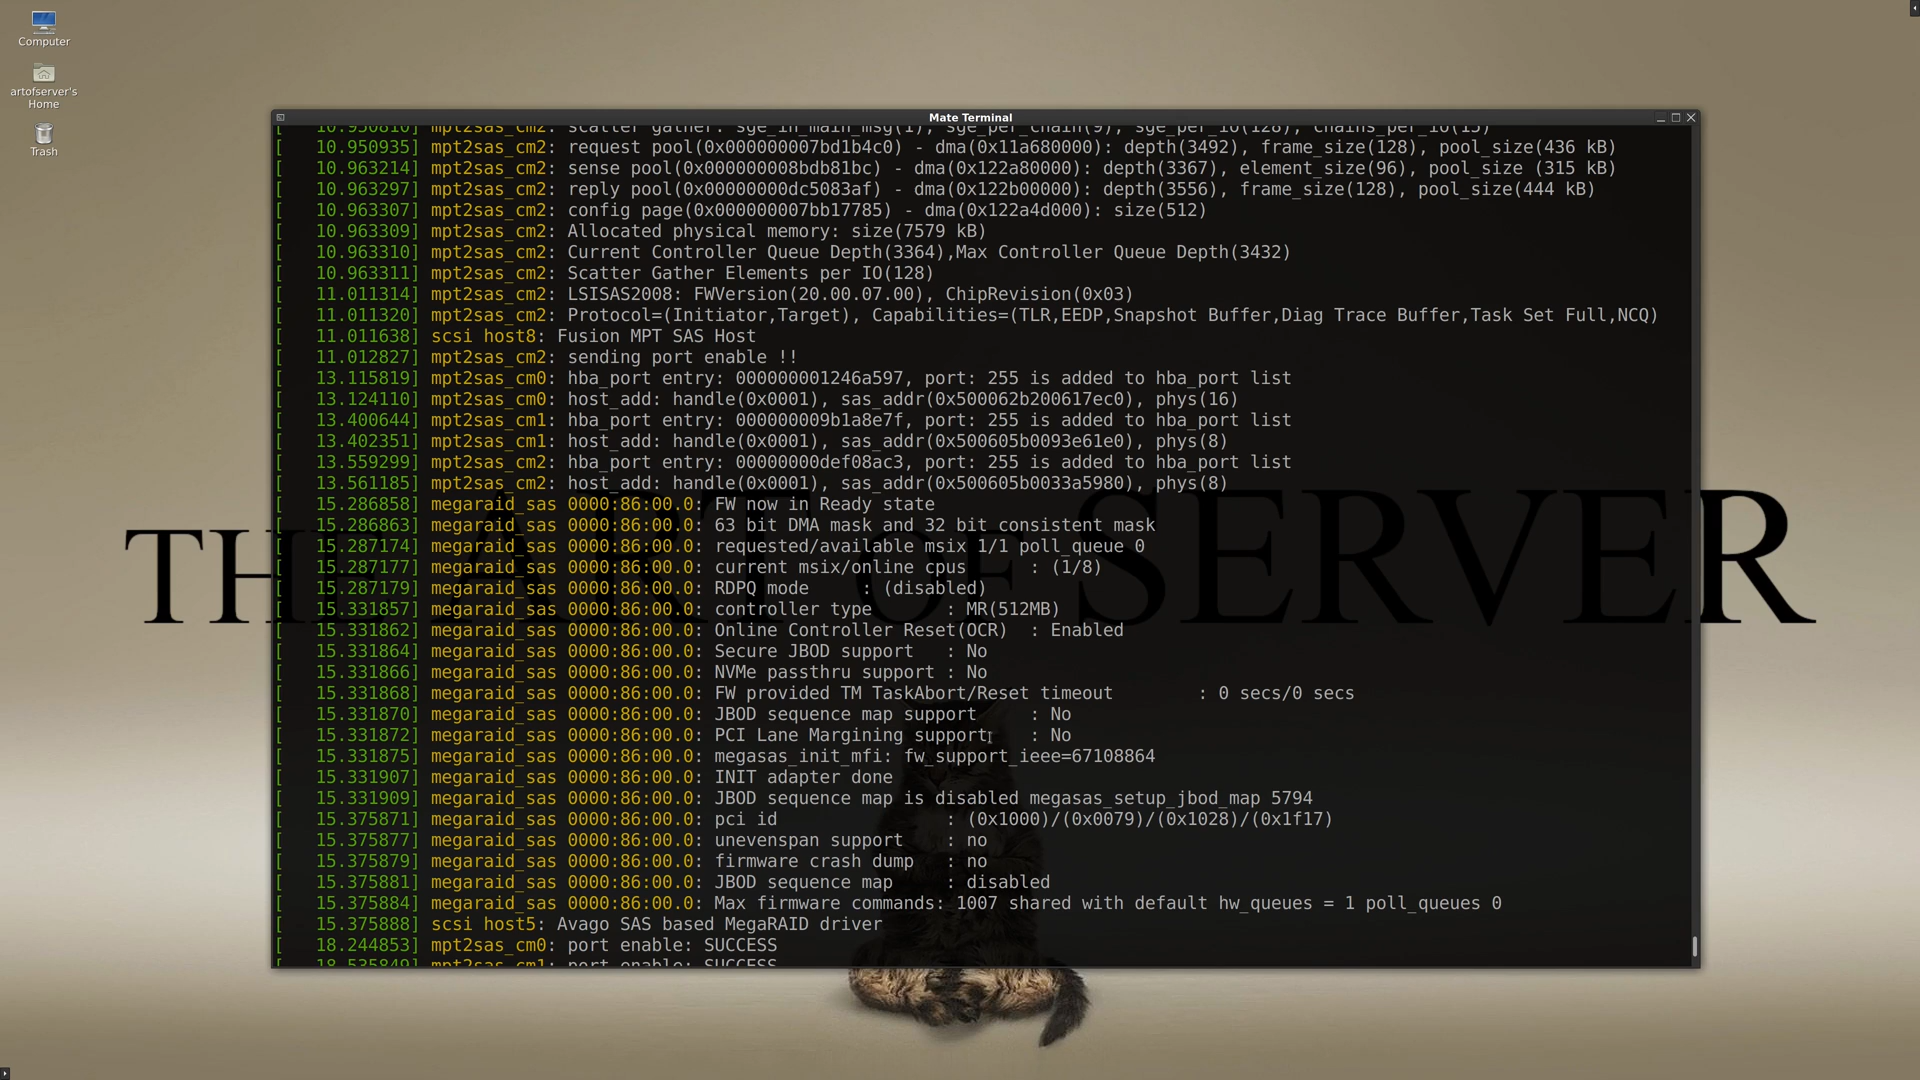 Computer
artofserver's
Home
Trash
Mate Terminal
[   10.950810] mpt2sas_cm2: scatter gather: sge_in_main_msg(1), sge_per_chain(9), sge_per_io(128), chains_per_io(15)
[   10.950935] mpt2sas_cm2: request pool(0x000000007bd1b4c0) - dma(0x11a680000): depth(3492), frame_size(128), pool_size(436 kB)
[   10.963214] mpt2sas_cm2: sense pool(0x000000008bdb81bc) - dma(0x122a80000): depth(3367), element_size(96), pool_size (315 kB)
[   10.963297] mpt2sas_cm2: reply pool(0x00000000dc5083af) - dma(0x122b00000): depth(3556), frame_size(128), pool_size(444 kB)
[   10.963307] mpt2sas_cm2: config page(0x000000007bb17785) - dma(0x122a4d000): size(512)
[   10.963309] mpt2sas_cm2: Allocated physical memory: size(7579 kB)
[   10.963310] mpt2sas_cm2: Current Controller Queue Depth(3364),Max Controller Queue Depth(3432)
[   10.963311] mpt2sas_cm2: Scatter Gather Elements per IO(128)
[   11.011314] mpt2sas_cm2: LSISAS2008: FWVersion(20.00.07.00), ChipRevision(0x03)
[   11.011320] mpt2sas_cm2: Protocol=(Initiator,Target), Capabilities=(TLR,EEDP,Snapshot Buffer,Diag Trace Buffer,Task Set Full,NCQ)
[   11.011638] scsi host8: Fusion MPT SAS Host
[   11.012827] mpt2sas_cm2: sending port enable !!
[   13.115819] mpt2sas_cm0: hba_port entry: 000000001246a597, port: 255 is added to hba_port list
[   13.124110] mpt2sas_cm0: host_add: handle(0x0001), sas_addr(0x500062b200617ec0), phys(16)
[   13.400644] mpt2sas_cm1: hba_port entry: 000000009b1a8e7f, port: 255 is added to hba_port list
[   13.402351] mpt2sas_cm1: host_add: handle(0x0001), sas_addr(0x500605b0093e61e0), phys(8)
[   13.559299] mpt2sas_cm2: hba_port entry: 00000000def08ac3, port: 255 is added to hba_port list
[   13.561185] mpt2sas_cm2: host_add: handle(0x0001), sas_addr(0x500605b0033a5980), phys(8)
[   15.286858] megaraid_sas 0000:86:00.0: FW now in Ready state
[   15.286863] megaraid_sas 0000:86:00.0: 63 bit DMA mask and 32 bit consistent mask
[   15.287174] megaraid_sas 0000:86:00.0: requested/available msix 1/1 poll_queue 0
[   15.287177] megaraid_sas 0000:86:00.0: current msix/online cpus      : (1/8)
[   15.287179] megaraid_sas 0000:86:00.0: RDPQ mode     : (disabled)
[   15.331857] megaraid_sas 0000:86:00.0: controller type       : MR(512MB)
[   15.331862] megaraid_sas 0000:86:00.0: Online Controller Reset(OCR)  : Enabled
[   15.331864] megaraid_sas 0000:86:00.0: Secure JBOD support   : No
[   15.331866] megaraid_sas 0000:86:00.0: NVMe passthru support : No
[   15.331868] megaraid_sas 0000:86:00.0: FW provided TM TaskAbort/Reset timeout        : 0 secs/0 secs
[   15.331870] megaraid_sas 0000:86:00.0: JBOD sequence map support     : No
[   15.331872] megaraid_sas 0000:86:00.0: PCI Lane Margining support    : No
[   15.331875] megaraid_sas 0000:86:00.0: megasas_init_mfi: fw_support_ieee=67108864
[   15.331907] megaraid_sas 0000:86:00.0: INIT adapter done
[   15.331909] megaraid_sas 0000:86:00.0: JBOD sequence map is disabled megasas_setup_jbod_map 5794
[   15.375871] megaraid_sas 0000:86:00.0: pci id                : (0x1000)/(0x0079)/(0x1028)/(0x1f17)
[   15.375877] megaraid_sas 0000:86:00.0: unevenspan support    : no
[   15.375879] megaraid_sas 0000:86:00.0: firmware crash dump   : no
[   15.375881] megaraid_sas 0000:86:00.0: JBOD sequence map     : disabled
[   15.375884] megaraid_sas 0000:86:00.0: Max firmware commands: 1007 shared with default hw_queues = 1 poll_queues 0
[   15.375888] scsi host5: Avago SAS based MegaRAID driver
[   18.244853] mpt2sas_cm0: port enable: SUCCESS
[   18.535849] mpt2sas_cm1: port enable: SUCCESS
THE ART OF SERVER